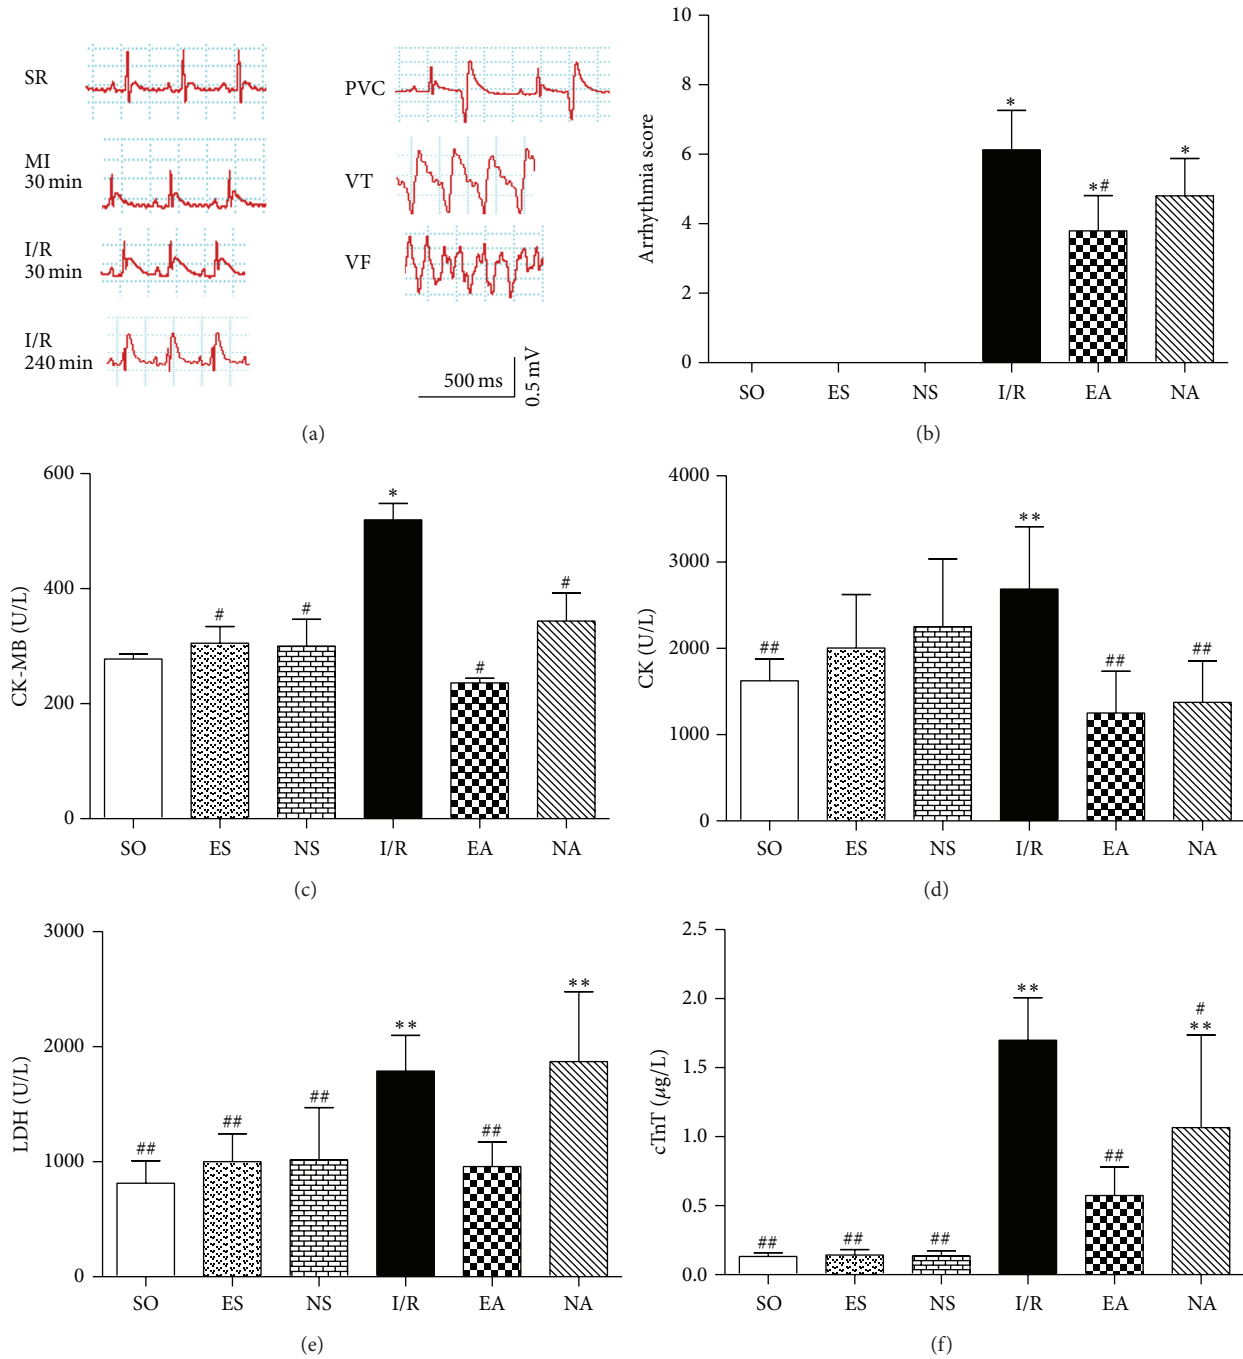 SR
MI
30 min
I/R
30 min
I/R
240 min
PVC
VT
VF
500 ms
0.5 mV
(a)
Arrhythmia score
10
8
6
4
2
0
*
*#
*
SO ES NS I/R EA NA
(b)
CK-MB (U/L)
600
400
200
0
# # * # #
SO ES NS I/R EA NA
(c)
CK (U/L)
4000
3000
2000
1000
0
## ** ## ##
SO ES NS I/R EA NA
(d)
LDH (U/L)
3000
2000
1000
0
## ## ## ** ## **
SO ES NS I/R EA NA
(e)
cTnT (μg/L)
2.5
2.0
1.5
1.0
0.5
0.0
## ## ## ** ## #
**
SO ES NS I/R EA NA
(f)